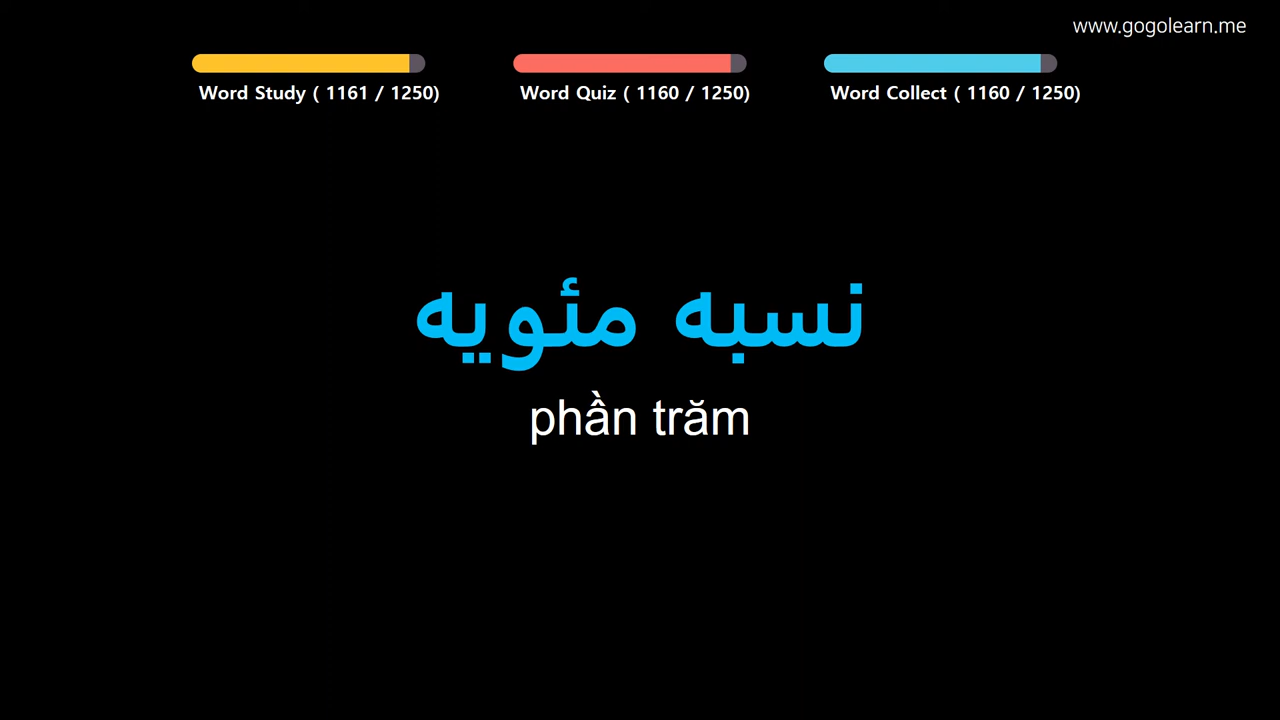 www.gogolearn.me
Word Study ( 1161 / 1250)
Word Quiz ( 1160 / 1250)
Word Collect ( 1160 / 1250)
نسبه مئويه
phần trăm